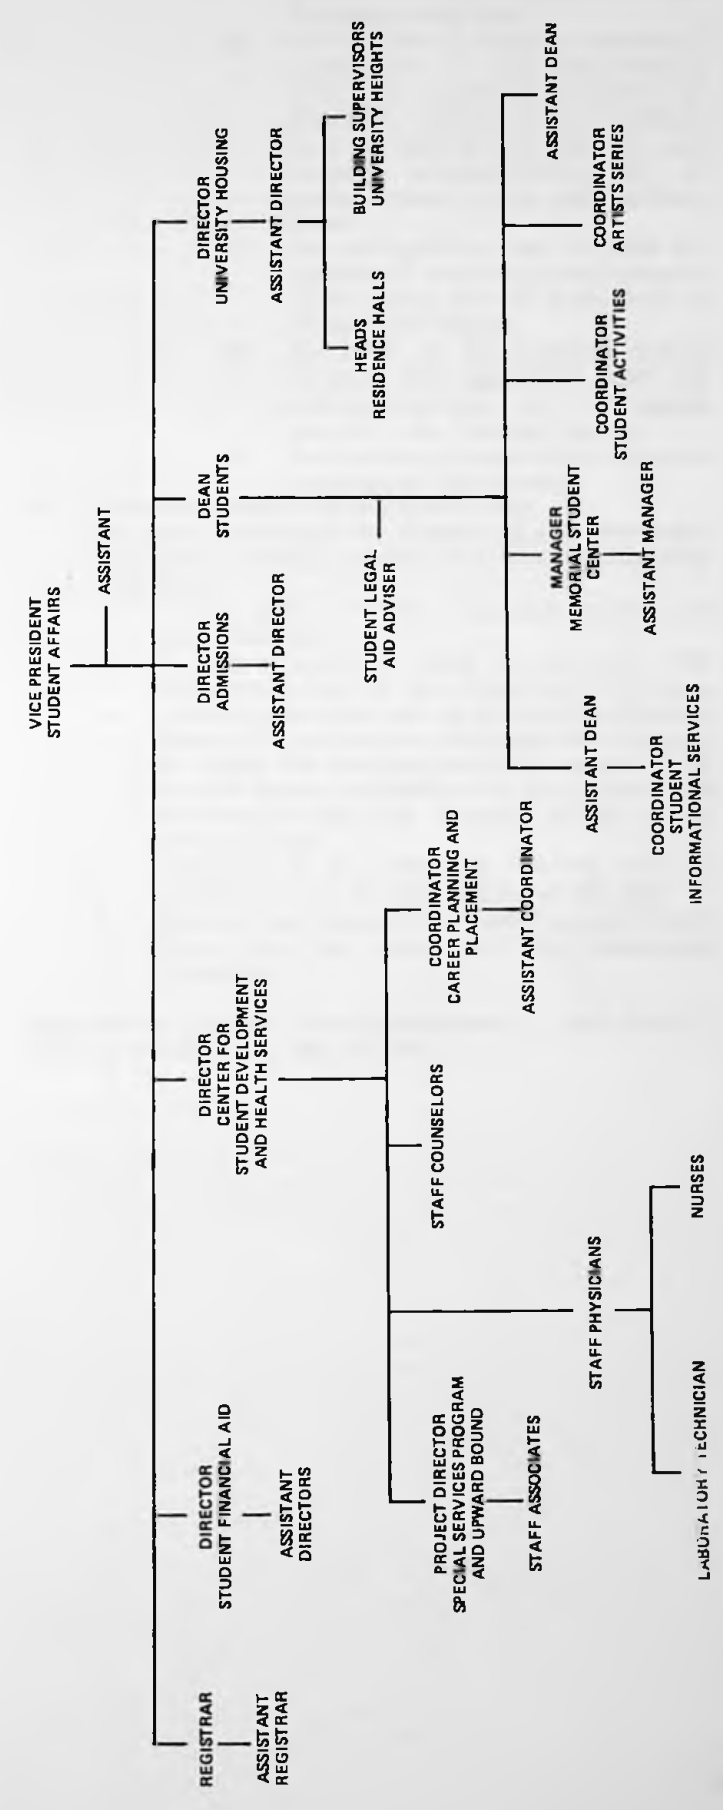 VICE PRESIDENT
STUDENT AFFAIRS
ASSISTANT
REGISTRAR
ASSISTANT
REGISTRAR
DIRECTOR
STUDENT FINANCIAL AID
ASSISTANT
DIRECTORS
DIRECTOR
CENTER FOR
STUDENT DEVELOPMENT
AND HEALTH SERVICES
PROJECT DIRECTOR
SPECIAL SERVICES PROGRAM
AND UPWARD BOUND
STAFF ASSOCIATES
STAFF PHYSICIANS
LABORATORY TECHNICIAN
NURSES
STAFF COUNSELORS
COORDINATOR
CAREER PLANNING AND
PLACEMENT
ASSISTANT COORDINATOR
DIRECTOR
ADMISSIONS
ASSISTANT DIRECTOR
DEAN
STUDENTS
STUDENT LEGAL
AID ADVISER
ASSISTANT DEAN
COORDINATOR
STUDENT
INFORMATIONAL SERVICES
MANAGER
MEMORIAL STUDENT
CENTER
ASSISTANT MANAGER
COORDINATOR
STUDENT ACTIVITIES
COORDINATOR
ARTISTS SERIES
ASSISTANT DEAN
DIRECTOR
UNIVERSITY HOUSING
ASSISTANT DIRECTOR
HEADS
RESIDENCE HALLS
BUILDING SUPERVISORS
UNIVERSITY HEIGHTS